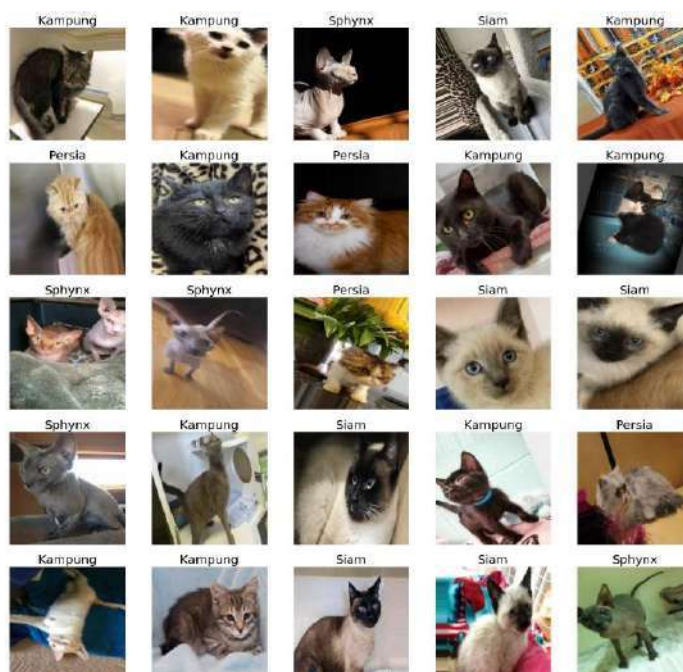 Kampung Kampung Sphynx Siam Kampung
Persia Kampung Persia Kampung Kampung
Sphynx Sphynx Persia Siam Siam
Sphynx Kampung Siam Kampung Persia
Kampung Kampung Siam Siam Sphynx